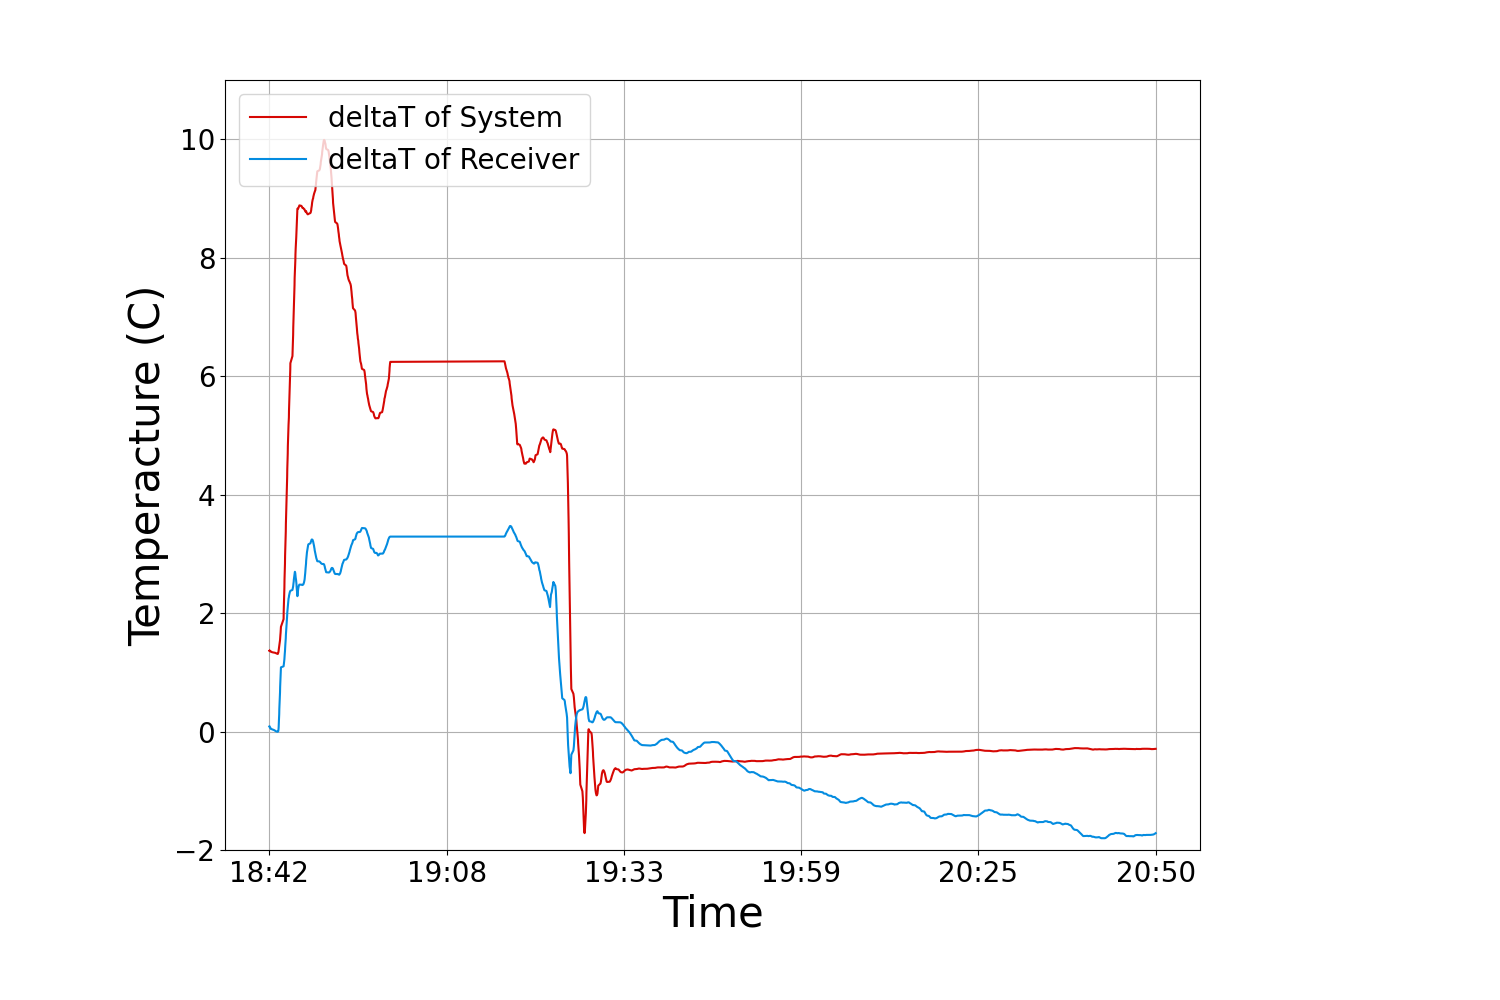 deltaT of System
deltaT of Receiver
10
8
6
4
2
0
−2
Temperacture (C)
18:42 19:08 19:33 19:59 20:25 20:50
Time